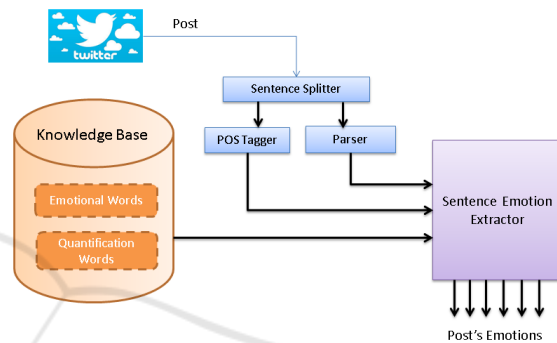 Post
twitter
Sentence Splitter
Knowledge Base
POS Tagger
Parser
Emotional Words
Sentence Emotion
Extractor
Quantification
Words
Post's Emotions